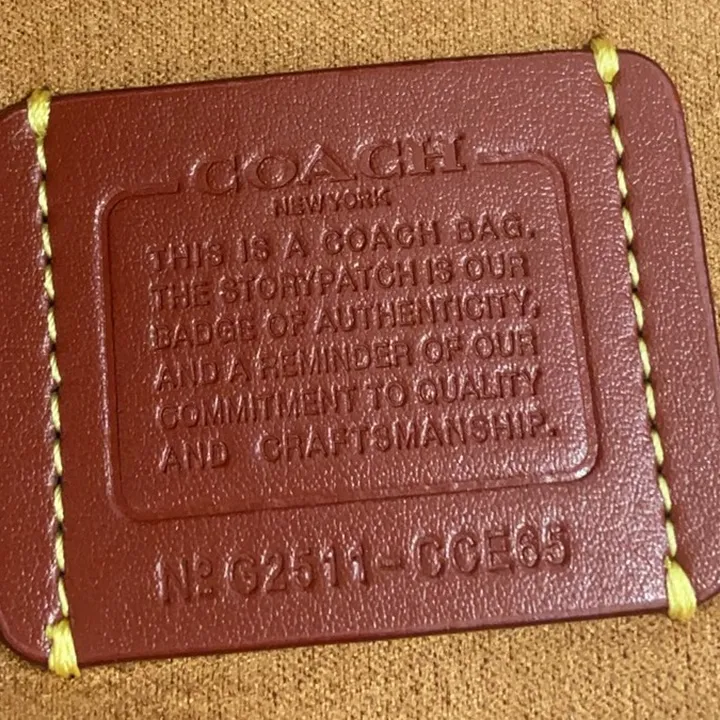 COACH
NEW YORK
THIS IS A COACH BAG.
THE STORYPATCH IS OUR
BADGE OF AUTHENTICITY,
AND A REMINDER OF OUR
COMMITMENT TO QUALITY
AND CRAFTSMANSHIP.
Nº G2511-CCE65